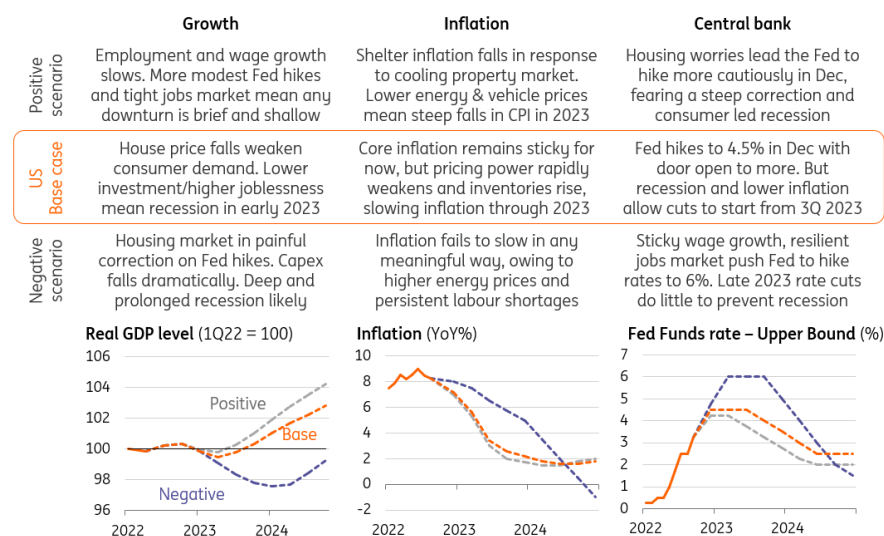 Growth
Inflation
Central bank
Positive
scenario
Employment and wage growth
slows. More modest Fed hikes
and tight jobs market mean any
downturn is brief and shallow
Shelter inflation falls in response
to cooling property market.
Lower energy & vehicle prices
mean steep falls in CPI in 2023
Housing worries lead the Fed to
hike more cautiously in Dec,
fearing a steep correction and
consumer led recession
US
Base case
House price falls weaken
consumer demand. Lower
investment/higher joblessness
mean recession in early 2023
Core inflation remains sticky for
now, but pricing power rapidly
weakens and inventories rise,
slowing inflation through 2023
Fed hikes to 4.5% in Dec with
door open to more. But
recession and lower inflation
allow cuts to start from 3Q 2023
Negative
scenario
Housing market in painful
correction on Fed hikes. Capex
falls dramatically. Deep and
prolonged recession likely
Inflation fails to slow in any
meaningful way, owing to
higher energy prices and
persistent labour shortages
Sticky wage growth, resilient
jobs market push Fed to hike
rates to 6%. Late 2023 rate cuts
do little to prevent recession
Real GDP level (1Q22 = 100)
106
104
102
100
98
96
Positive
Base
Negative
2022
2023
2024
Inflation (YoY%)
10
8
6
4
2
0
-2
2022
2023
2024
Fed Funds rate – Upper Bound (%)
7
6
5
4
3
2
1
0
2022
2023
2024